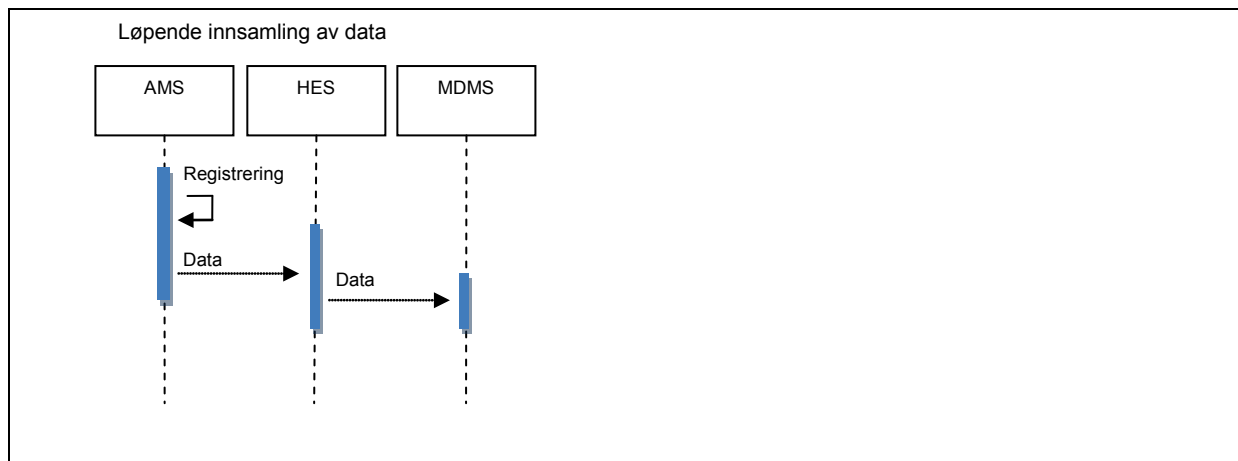 Løpende innsamling av data
AMS
HES
MDMS
Registrering
Data
Data